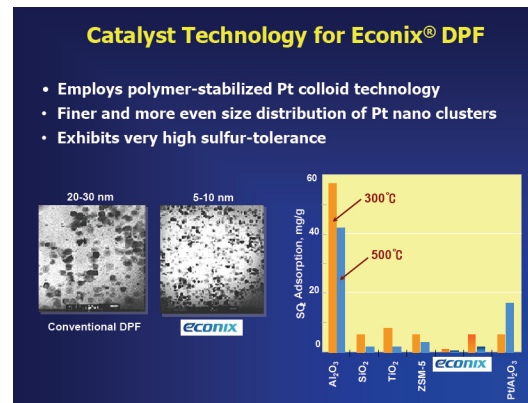 Catalyst Technology for Econix® DPF
• Employs polymer-stabilized Pt colloid technology
• Finer and more even size distribution of Pt nano clusters
• Exhibits very high sulfur-tolerance
20-30 nm
5-10 nm
Conventional DPF
econix
SO₂ Adsorption, mg/g
60
40
20
0
300℃
500℃
Al₂O₃
SiO₂
TiO₂
ZSM-5
econix
Pt/Al₂O₃